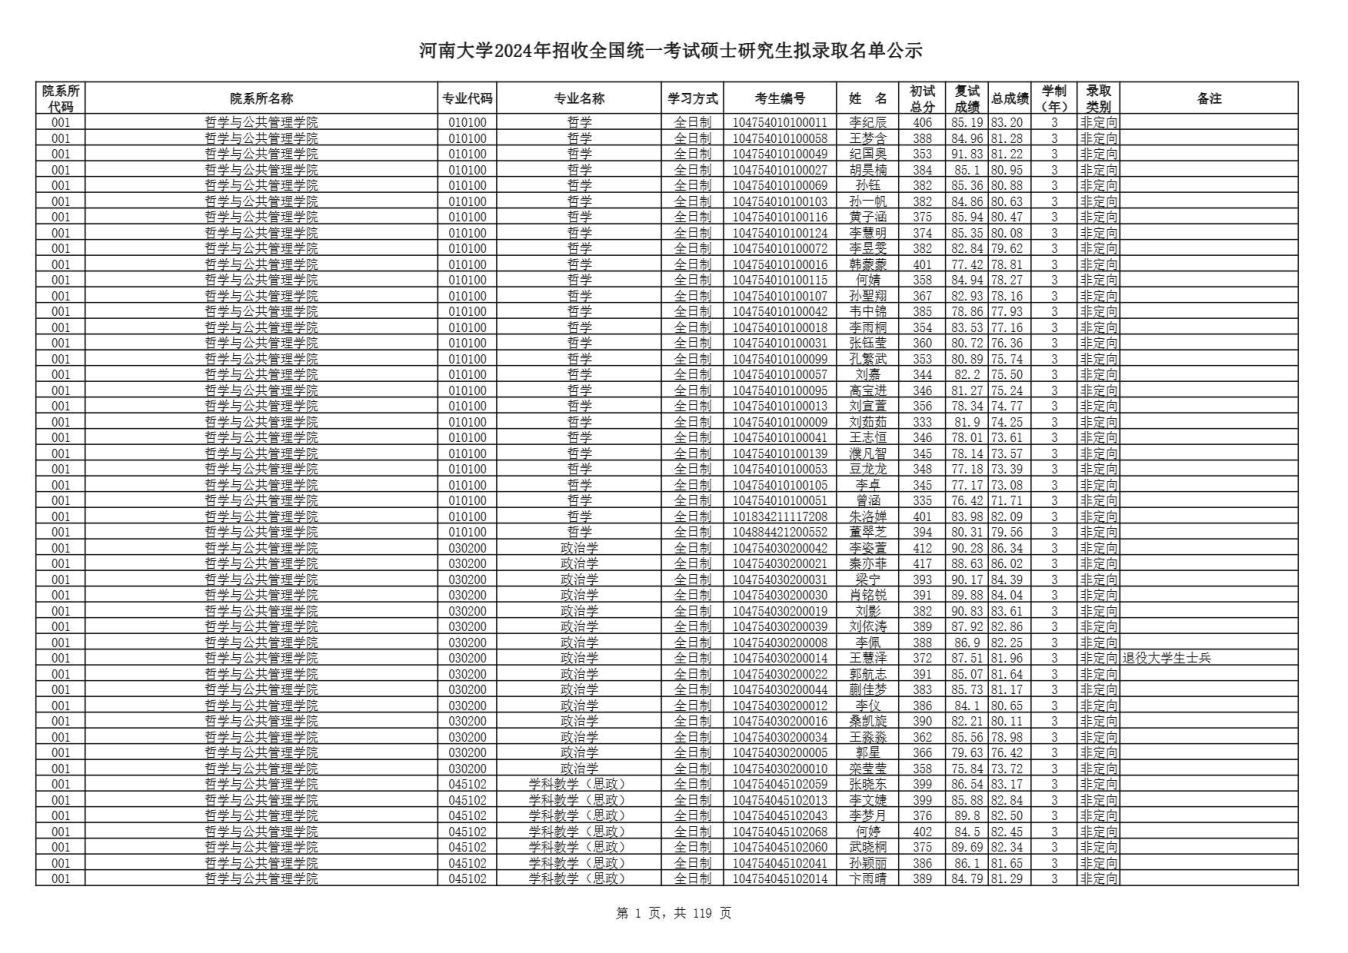 河南大学2024年招收全国统一考试硕士研究生拟录取名单公示
院系所代码 院系所名称 专业代码 专业名称 学习方式 考生编号 姓 名 初试总分 复试成绩 总成绩 学制（年） 录取类别 备注
001 哲学与公共管理学院 010100 哲学 全日制 104754010100011 李纪辰 406 85.19 83.20 3 非定向
001 哲学与公共管理学院 010100 哲学 全日制 104754010100058 王梦含 388 84.96 81.28 3 非定向
001 哲学与公共管理学院 010100 哲学 全日制 104754010100049 纪国奥 353 91.83 81.22 3 非定向
001 哲学与公共管理学院 010100 哲学 全日制 104754010100027 胡昊楠 384 85.1 80.95 3 非定向
001 哲学与公共管理学院 010100 哲学 全日制 104754010100069 孙钰 382 85.36 80.88 3 非定向
001 哲学与公共管理学院 010100 哲学 全日制 104754010100103 孙一帆 382 84.86 80.63 3 非定向
001 哲学与公共管理学院 010100 哲学 全日制 104754010100116 黄子涵 375 85.94 80.47 3 非定向
001 哲学与公共管理学院 010100 哲学 全日制 104754010100124 李慧明 374 85.35 80.08 3 非定向
001 哲学与公共管理学院 010100 哲学 全日制 104754010100072 李昱雯 382 82.84 79.62 3 非定向
001 哲学与公共管理学院 010100 哲学 全日制 104754010100016 韩蒙蒙 401 77.42 78.81 3 非定向
001 哲学与公共管理学院 010100 哲学 全日制 104754010100115 何婧 358 84.94 78.27 3 非定向
001 哲学与公共管理学院 010100 哲学 全日制 104754010100107 孙聖翔 367 82.93 78.16 3 非定向
001 哲学与公共管理学院 010100 哲学 全日制 104754010100042 韦中锦 385 78.86 77.93 3 非定向
001 哲学与公共管理学院 010100 哲学 全日制 104754010100018 李雨桐 354 83.53 77.16 3 非定向
001 哲学与公共管理学院 010100 哲学 全日制 104754010100031 张钰莹 360 80.72 76.36 3 非定向
001 哲学与公共管理学院 010100 哲学 全日制 104754010100099 孔繁武 353 80.89 75.74 3 非定向
001 哲学与公共管理学院 010100 哲学 全日制 104754010100057 刘嘉 344 82.2 75.50 3 非定向
001 哲学与公共管理学院 010100 哲学 全日制 104754010100095 高宝进 346 81.27 75.24 3 非定向
001 哲学与公共管理学院 010100 哲学 全日制 104754010100013 刘宣萱 356 78.34 74.77 3 非定向
001 哲学与公共管理学院 010100 哲学 全日制 104754010100009 刘茹茹 333 81.9 74.25 3 非定向
001 哲学与公共管理学院 010100 哲学 全日制 104754010100041 王志恒 346 78.01 73.61 3 非定向
001 哲学与公共管理学院 010100 哲学 全日制 104754010100139 濮凡智 345 78.14 73.57 3 非定向
001 哲学与公共管理学院 010100 哲学 全日制 104754010100053 豆龙龙 348 77.18 73.39 3 非定向
001 哲学与公共管理学院 010100 哲学 全日制 104754010100105 李卓 345 77.17 73.08 3 非定向
001 哲学与公共管理学院 010100 哲学 全日制 104754010100051 曾涵 335 76.42 71.71 3 非定向
001 哲学与公共管理学院 010100 哲学 全日制 101834211117208 朱洛婵 401 83.98 82.09 3 非定向
001 哲学与公共管理学院 010100 哲学 全日制 104884421200552 董翠芝 394 80.31 79.56 3 非定向
001 哲学与公共管理学院 030200 政治学 全日制 104754030200042 李姿萱 412 90.28 86.34 3 非定向
001 哲学与公共管理学院 030200 政治学 全日制 104754030200021 秦亦菲 417 88.63 86.02 3 非定向
001 哲学与公共管理学院 030200 政治学 全日制 104754030200031 梁宁 393 90.17 84.39 3 非定向
001 哲学与公共管理学院 030200 政治学 全日制 104754030200030 肖铭锐 391 89.88 84.04 3 非定向
001 哲学与公共管理学院 030200 政治学 全日制 104754030200019 刘影 382 90.83 83.61 3 非定向
001 哲学与公共管理学院 030200 政治学 全日制 104754030200039 刘依涛 389 87.92 82.86 3 非定向
001 哲学与公共管理学院 030200 政治学 全日制 104754030200008 李佩 388 86.9 82.25 3 非定向
001 哲学与公共管理学院 030200 政治学 全日制 104754030200014 王慧泽 372 87.51 81.96 3 非定向 退役大学生士兵
001 哲学与公共管理学院 030200 政治学 全日制 104754030200022 郭航志 391 85.07 81.64 3 非定向
001 哲学与公共管理学院 030200 政治学 全日制 104754030200044 蒯佳梦 383 85.73 81.17 3 非定向
001 哲学与公共管理学院 030200 政治学 全日制 104754030200012 李仪 386 84.1 80.65 3 非定向
001 哲学与公共管理学院 030200 政治学 全日制 104754030200016 桑凯旋 390 82.21 80.11 3 非定向
001 哲学与公共管理学院 030200 政治学 全日制 104754030200034 王淼淼 362 85.56 78.98 3 非定向
001 哲学与公共管理学院 030200 政治学 全日制 104754030200005 郭星 366 79.63 76.42 3 非定向
001 哲学与公共管理学院 030200 政治学 全日制 104754030200010 栾莹莹 358 75.84 73.72 3 非定向
001 哲学与公共管理学院 045102 学科教学（思政） 全日制 104754045102059 张晓东 399 86.54 83.17 3 非定向
001 哲学与公共管理学院 045102 学科教学（思政） 全日制 104754045102013 李文婕 399 85.88 82.84 3 非定向
001 哲学与公共管理学院 045102 学科教学（思政） 全日制 104754045102043 李梦月 376 89.8 82.50 3 非定向
001 哲学与公共管理学院 045102 学科教学（思政） 全日制 104754045102068 何婷 402 84.5 82.45 3 非定向
001 哲学与公共管理学院 045102 学科教学（思政） 全日制 104754045102060 武晓桐 375 89.69 82.34 3 非定向
001 哲学与公共管理学院 045102 学科教学（思政） 全日制 104754045102041 孙颖丽 386 86.1 81.65 3 非定向
001 哲学与公共管理学院 045102 学科教学（思政） 全日制 104754045102014 卞雨晴 389 84.79 81.29 3 非定向
第 1 页，共 119 页